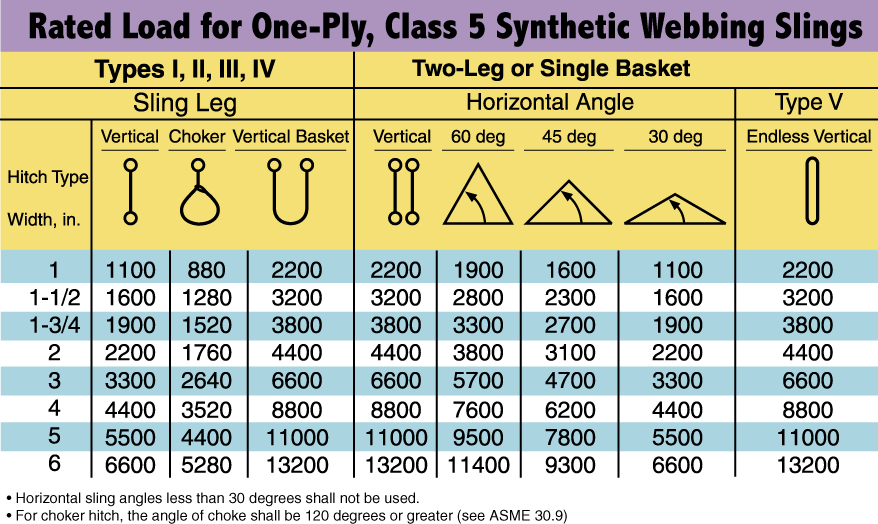 Rated Load for One-Ply, Class 5 Synthetic Webbing Slings
Types I, II, III, IV Two-Leg or Single Basket
Sling Leg Horizontal Angle Type V
Vertical Choker Vertical Basket Vertical 60 deg 45 deg 30 deg Endless Vertical
Hitch Type
Width, in.
1 1100 880 2200 2200 1900 1600 1100 2200
1-1/2 1600 1280 3200 3200 2800 2300 1600 3200
1-3/4 1900 1520 3800 3800 3300 2700 1900 3800
2 2200 1760 4400 4400 3800 3100 2200 4400
3 3300 2640 6600 6600 5700 4700 3300 6600
4 4400 3520 8800 8800 7600 6200 4400 8800
5 5500 4400 11000 11000 9500 7800 5500 11000
6 6600 5280 13200 13200 11400 9300 6600 13200
• Horizontal sling angles less than 30 degrees shall not be used.
• For choker hitch, the angle of choke shall be 120 degrees or greater (see ASME 30.9)